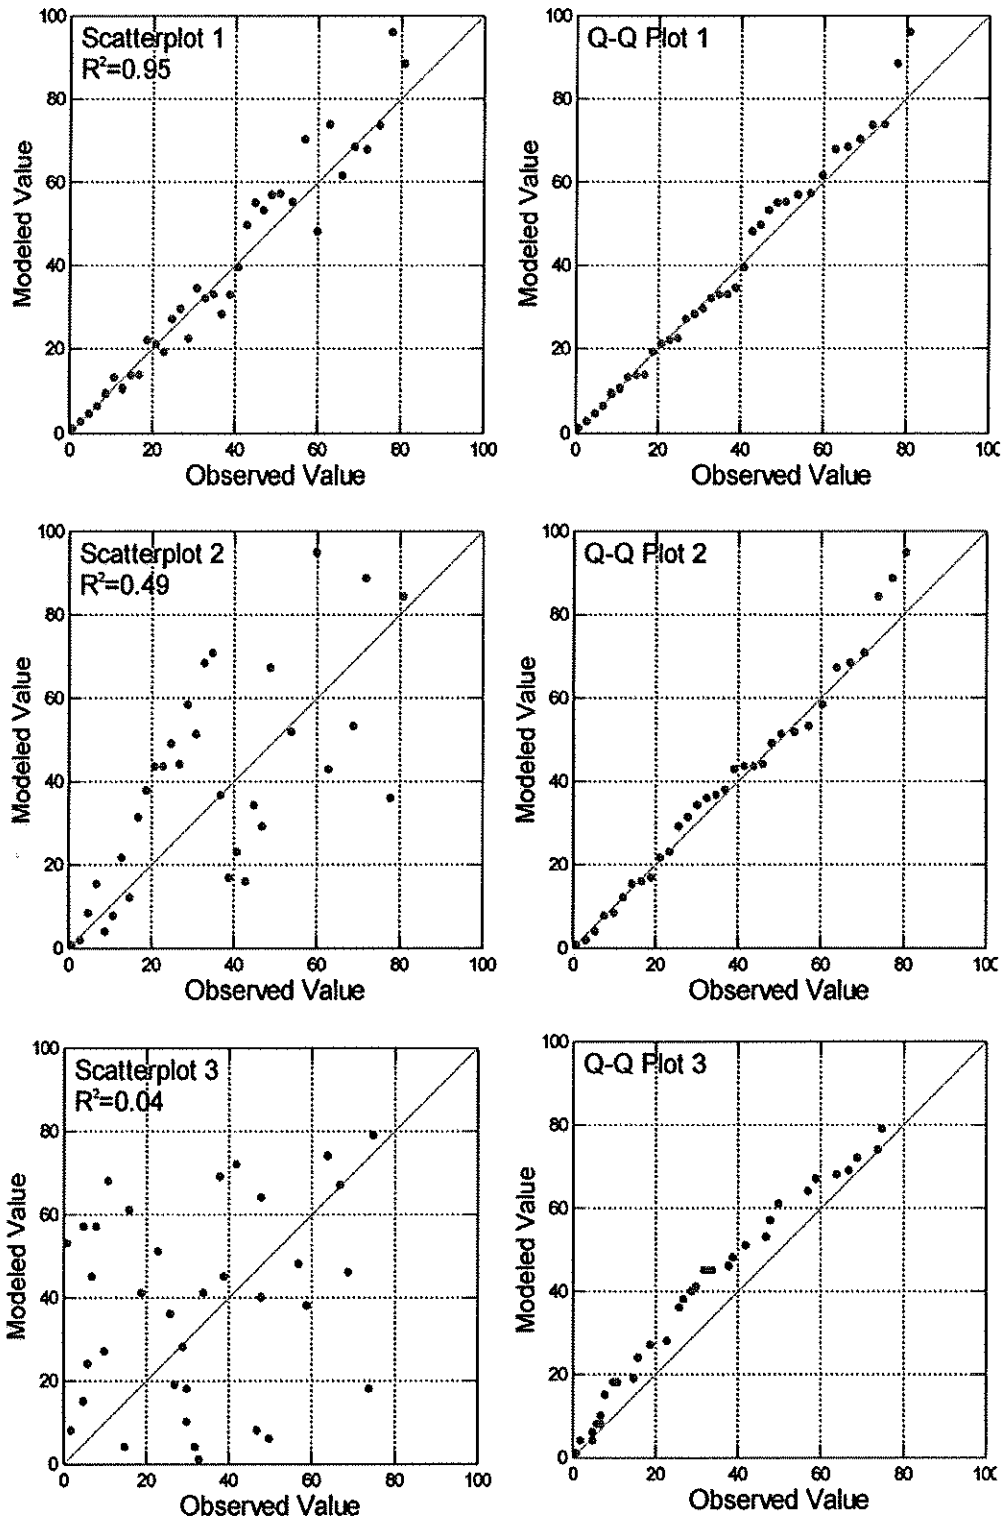 100
Scatterplot 1
R²=0.95
80
60
40
20
0
Modeled Value
0 20 40 60 80 100
Observed Value
100
Q-Q Plot 1
80
60
40
20
0
Modeled Value
0 20 40 60 80 100
Observed Value
100
Scatterplot 2
R²=0.49
80
60
40
20
0
Modeled Value
0 20 40 60 80 100
Observed Value
100
Q-Q Plot 2
80
60
40
20
0
Modeled Value
0 20 40 60 80 100
Observed Value
100
Scatterplot 3
R²=0.04
80
60
40
20
0
Modeled Value
0 20 40 60 80 100
Observed Value
100
Q-Q Plot 3
80
60
40
20
0
Modeled Value
0 20 40 60 80 100
Observed Value